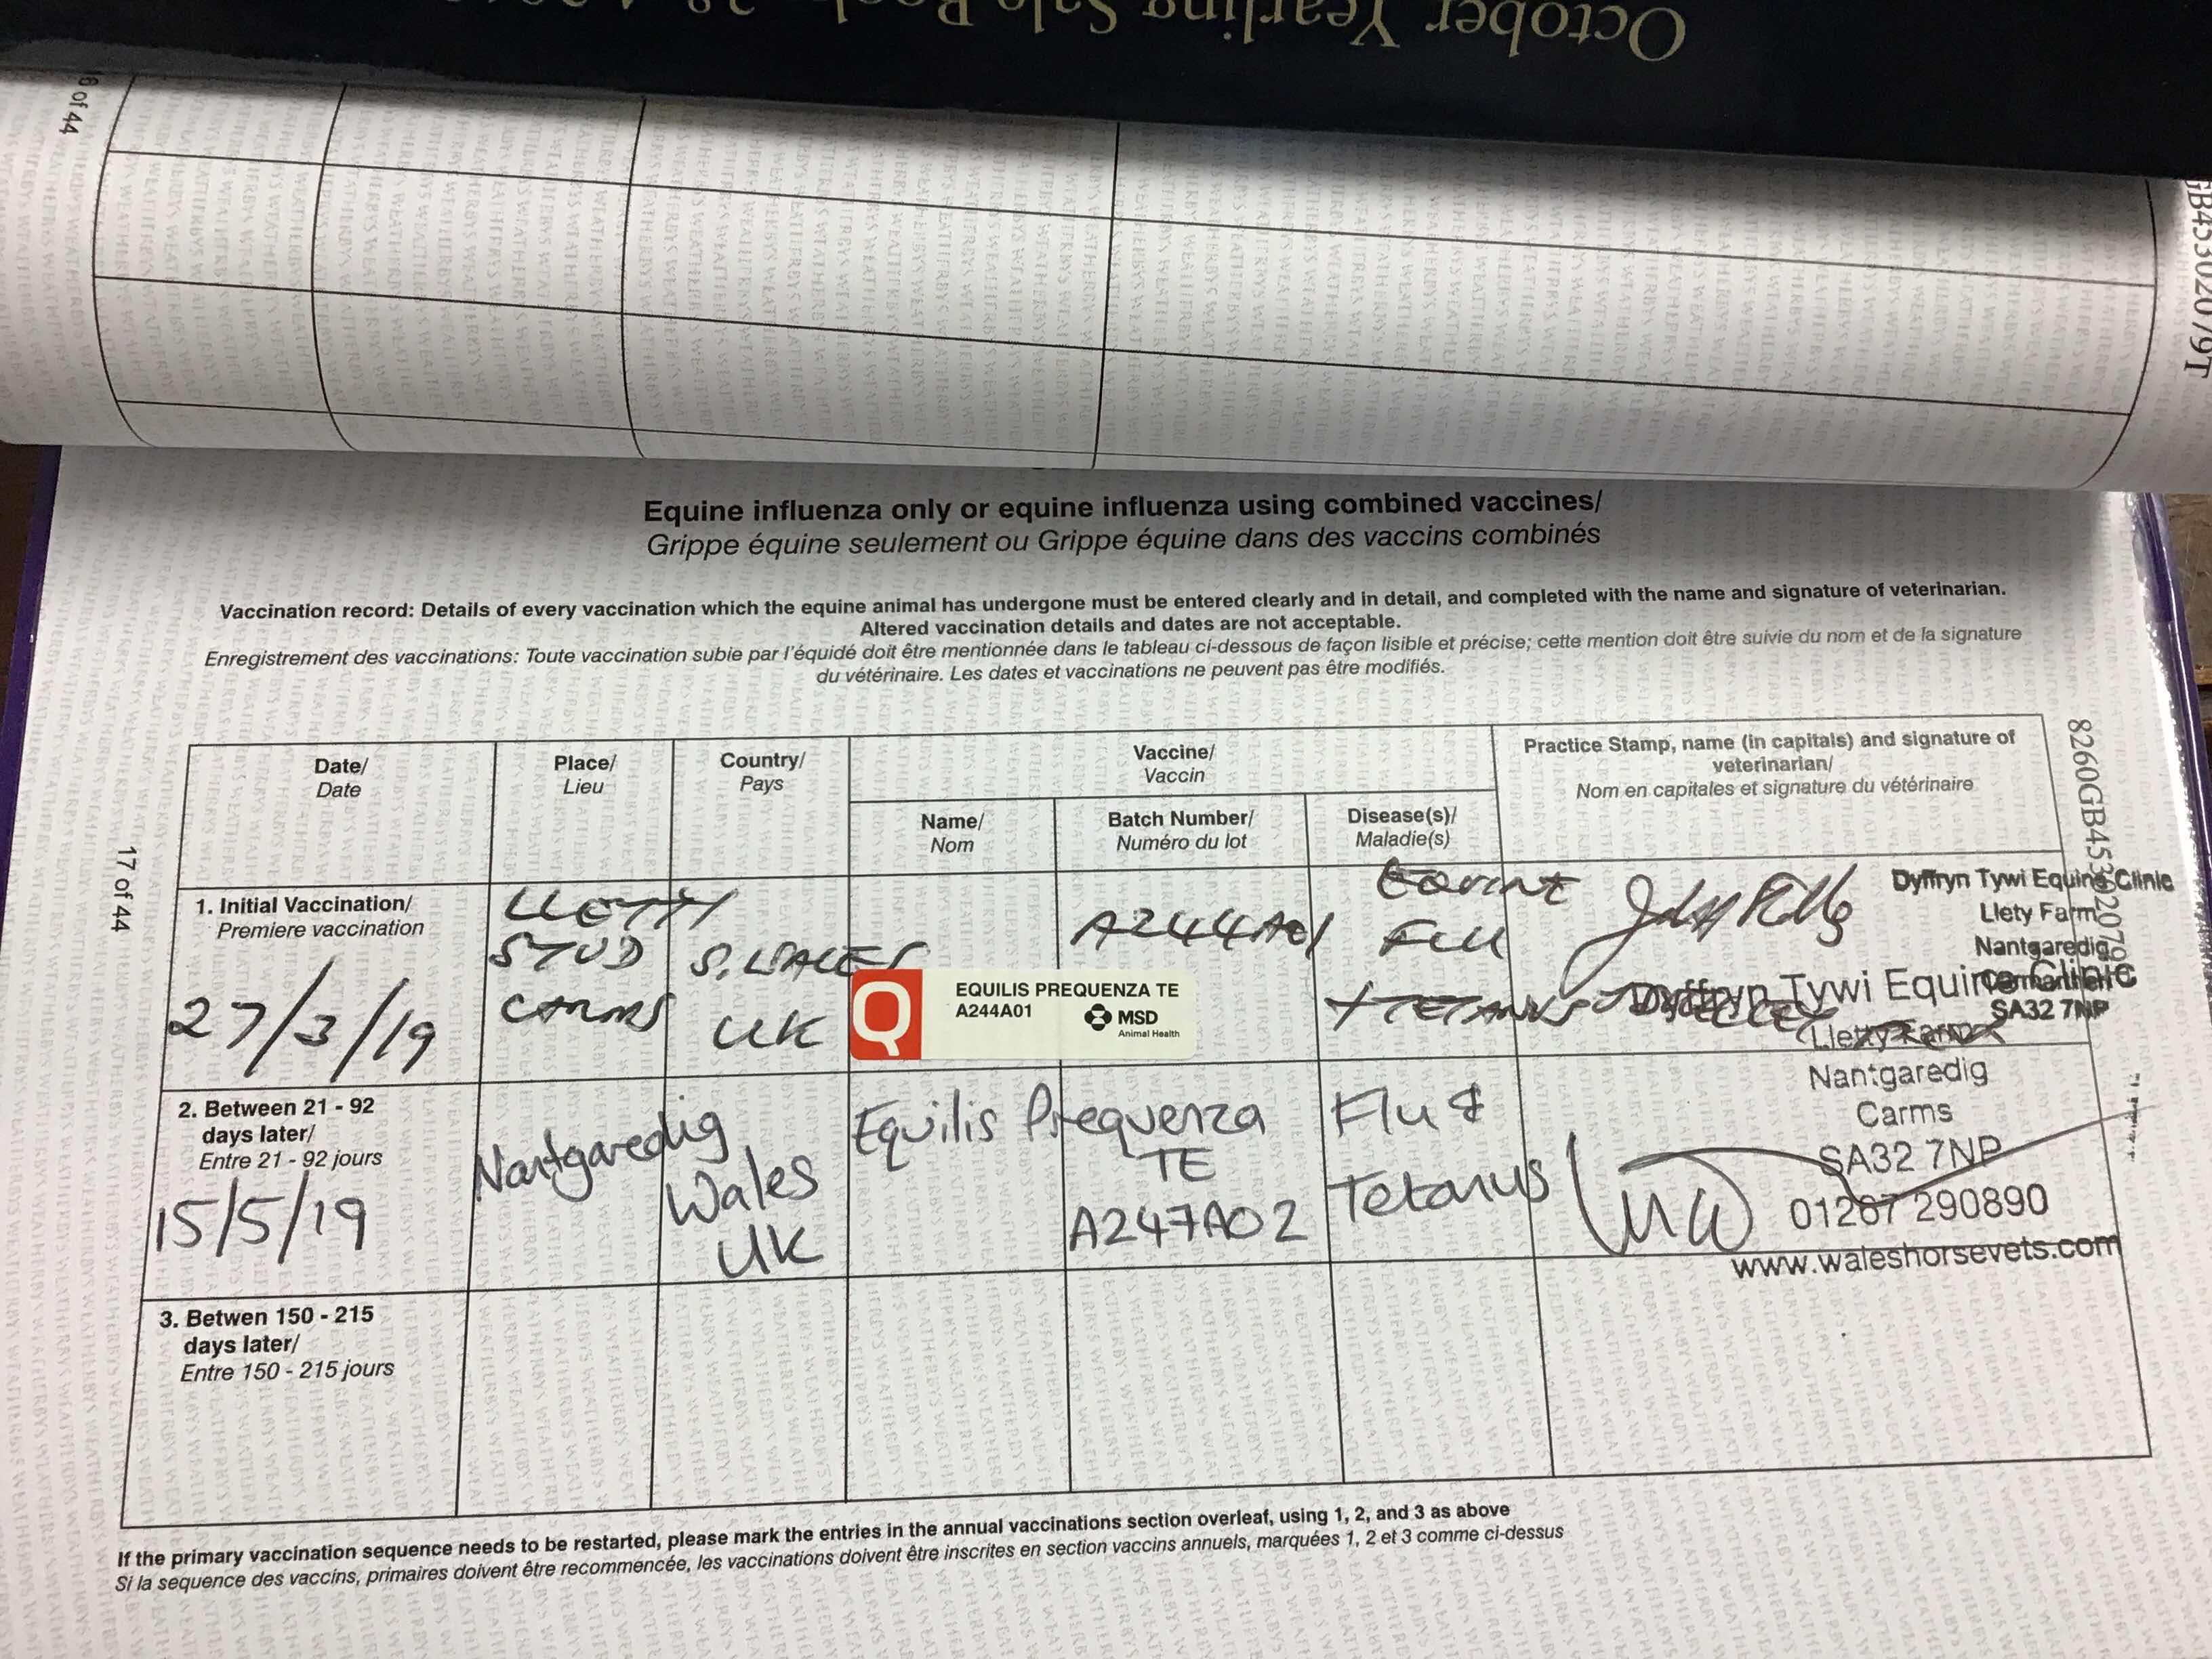 October Yearling Sale Book
of 44
GB45302079T
Equine influenza only or equine influenza using combined vaccines/
Grippe équine seulement ou Grippe équine dans des vaccins combinés
Vaccination record: Details of every vaccination which the equine animal has undergone must be entered clearly and in detail, and completed with the name and signature of veterinarian.
Altered vaccination details and dates are not acceptable.
Enregistrement des vaccinations: Toute vaccination subie par l'équidé doit être mentionnée dans le tableau ci-dessous de façon lisible et précise; cette mention doit être suivie du nom et de la signature
du vétérinaire. Les dates et vaccinations ne peuvent pas être modifiés.
17 of 44
Date/
Date
Place/
Lieu
Country/
Pays
Vaccine/
Vaccin
Name/
Nom
Batch Number/
Numéro du lot
Disease(s)/
Maladie(s)
Practice Stamp, name (in capitals) and signature of
veterinarian/
Nom en capitales et signature du vétérinaire
1. Initial Vaccination/
Premiere vaccination
27/3/19
LLETTY
STUD
CARMS
S. WALES
UK
Q
EQUILIS PREQUENZA TE
A244A01
MSD
Animal Health
A244A01
FLU
+ TETANUS
Dyffryn Tywi Equine Clinic
Llety Farm
Nantgaredig
SA32 7NP
2. Between 21 - 92
days later/
Entre 21 - 92 jours
15/5/19
Nantgaredig
Wales
UK
Equilis Prequenza
TE
A247A02
Flu &
Tetanus
Dyffryn Tywi Equine Clinic
Lletty Farm
Nantgaredig
Carms
SA32 7NP
01267 290890
www.waleshorsevets.com
3. Betwen 150 - 215
days later/
Entre 150 - 215 jours
If the primary vaccination sequence needs to be restarted, please mark the entries in the annual vaccinations section overleaf, using 1, 2, and 3 as above
Si la sequence des vaccins, primaires doivent être recommencée, les vaccinations doivent être inscrites en section vaccins annuels, marquées 1, 2 et 3 comme ci-dessus